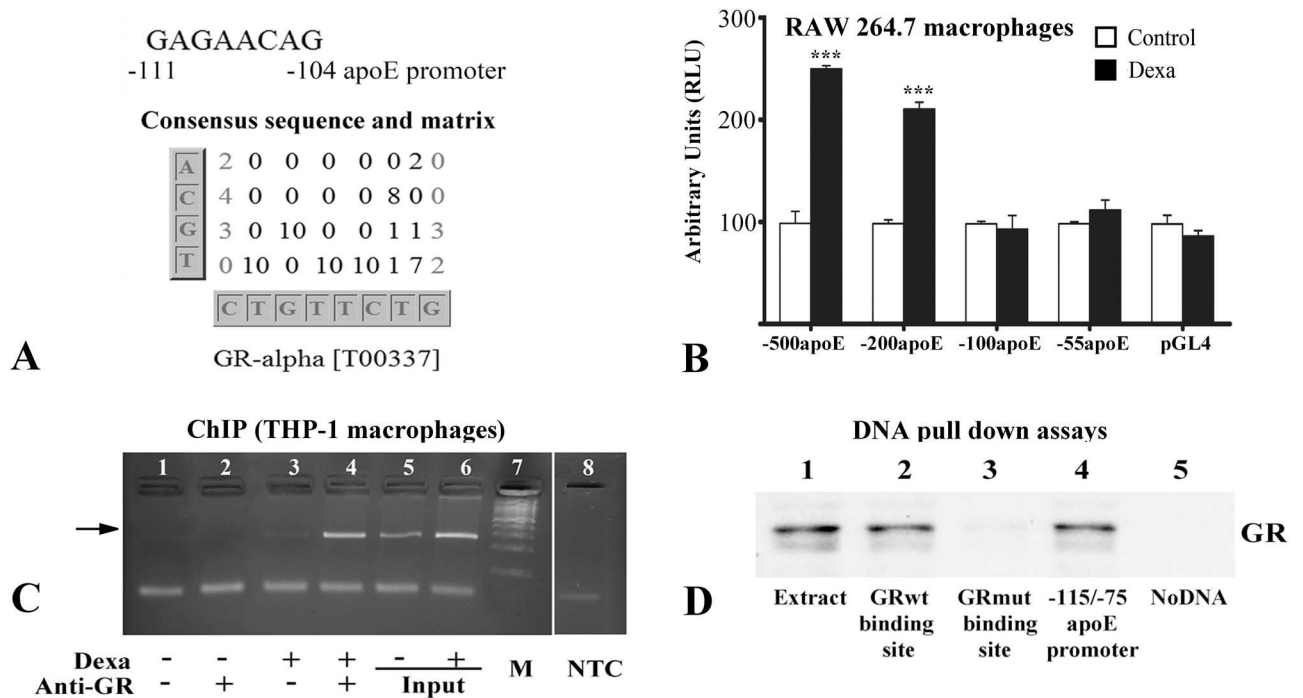 GAGAACAG
-111 -104 apoE promoter
Consensus sequence and matrix
A 2 0 0 0 0 0 2 0
C 4 0 0 0 0 8 0 0
G 3 0 10 0 0 1 1 3
T 0 10 0 10 10 1 7 2
C T G T T C T G
GR-alpha [T00337]
A
RAW 264.7 macrophages
Control
Dexa
Arbitrary Units (RLU)
300
200
100
0
***
***
-500apoE -200apoE -100apoE -55apoE pGL4
B
ChIP (THP-1 macrophages)
1 2 3 4 5 6 7 8
C
Dexa - - + + - + M NTC
Anti-GR - + - + Input
DNA pull down assays
1 2 3 4 5
GR
Extract GRwt binding site GRmut binding site -115/-75 apoE promoter NoDNA
D